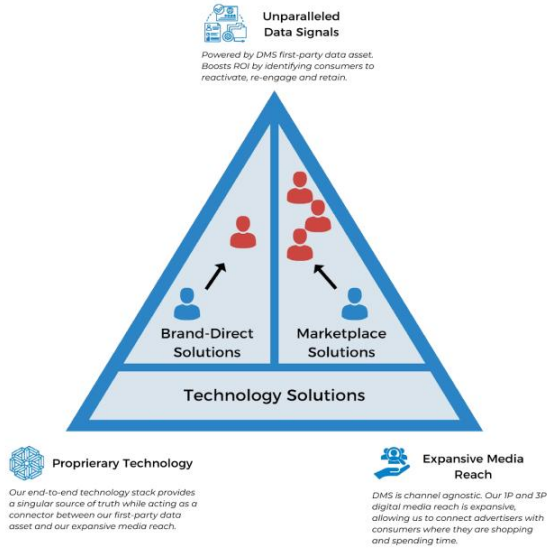 Unparalleled
Data Signals
Powered by DMS first-party data asset.
Boosts ROI by identifying consumers to
reactivate, re-engage and retain.
Brand-Direct
Solutions
Marketplace
Solutions
Technology Solutions
Proprierary Technology
Our end-to-end technology stack provides
a singular source of truth while acting as a
connector between our first-party data
asset and our expansive media reach.
Expansive Media
Reach
DMS is channel agnostic. Our 1P and 3P
digital media reach is expansive,
allowing us to connect advertisers with
consumers where they are shopping
and spending time.